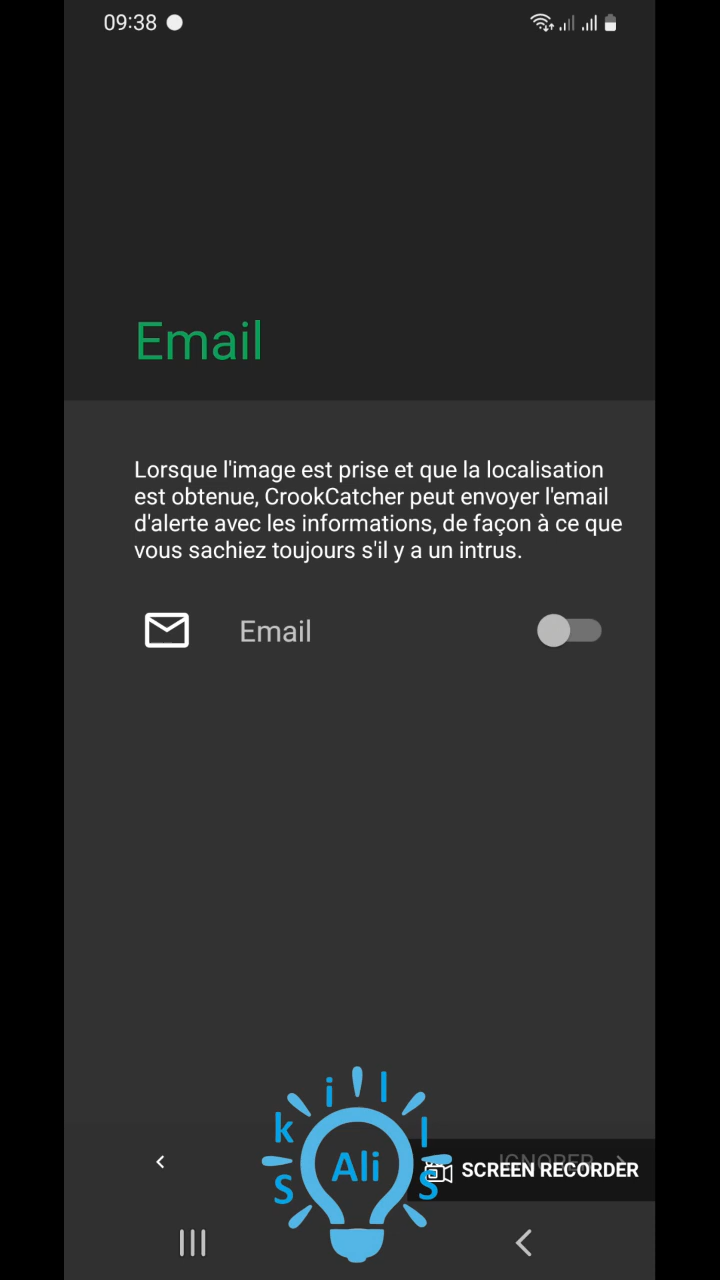 09:38
Email
Lorsque l'image est prise et que la localisation
est obtenue, CrookCatcher peut envoyer l'email
d'alerte avec les informations, de façon à ce que
vous sachiez toujours s'il y a un intrus.
Email
IGNORER
SCREEN RECORDER
Skills
Ali